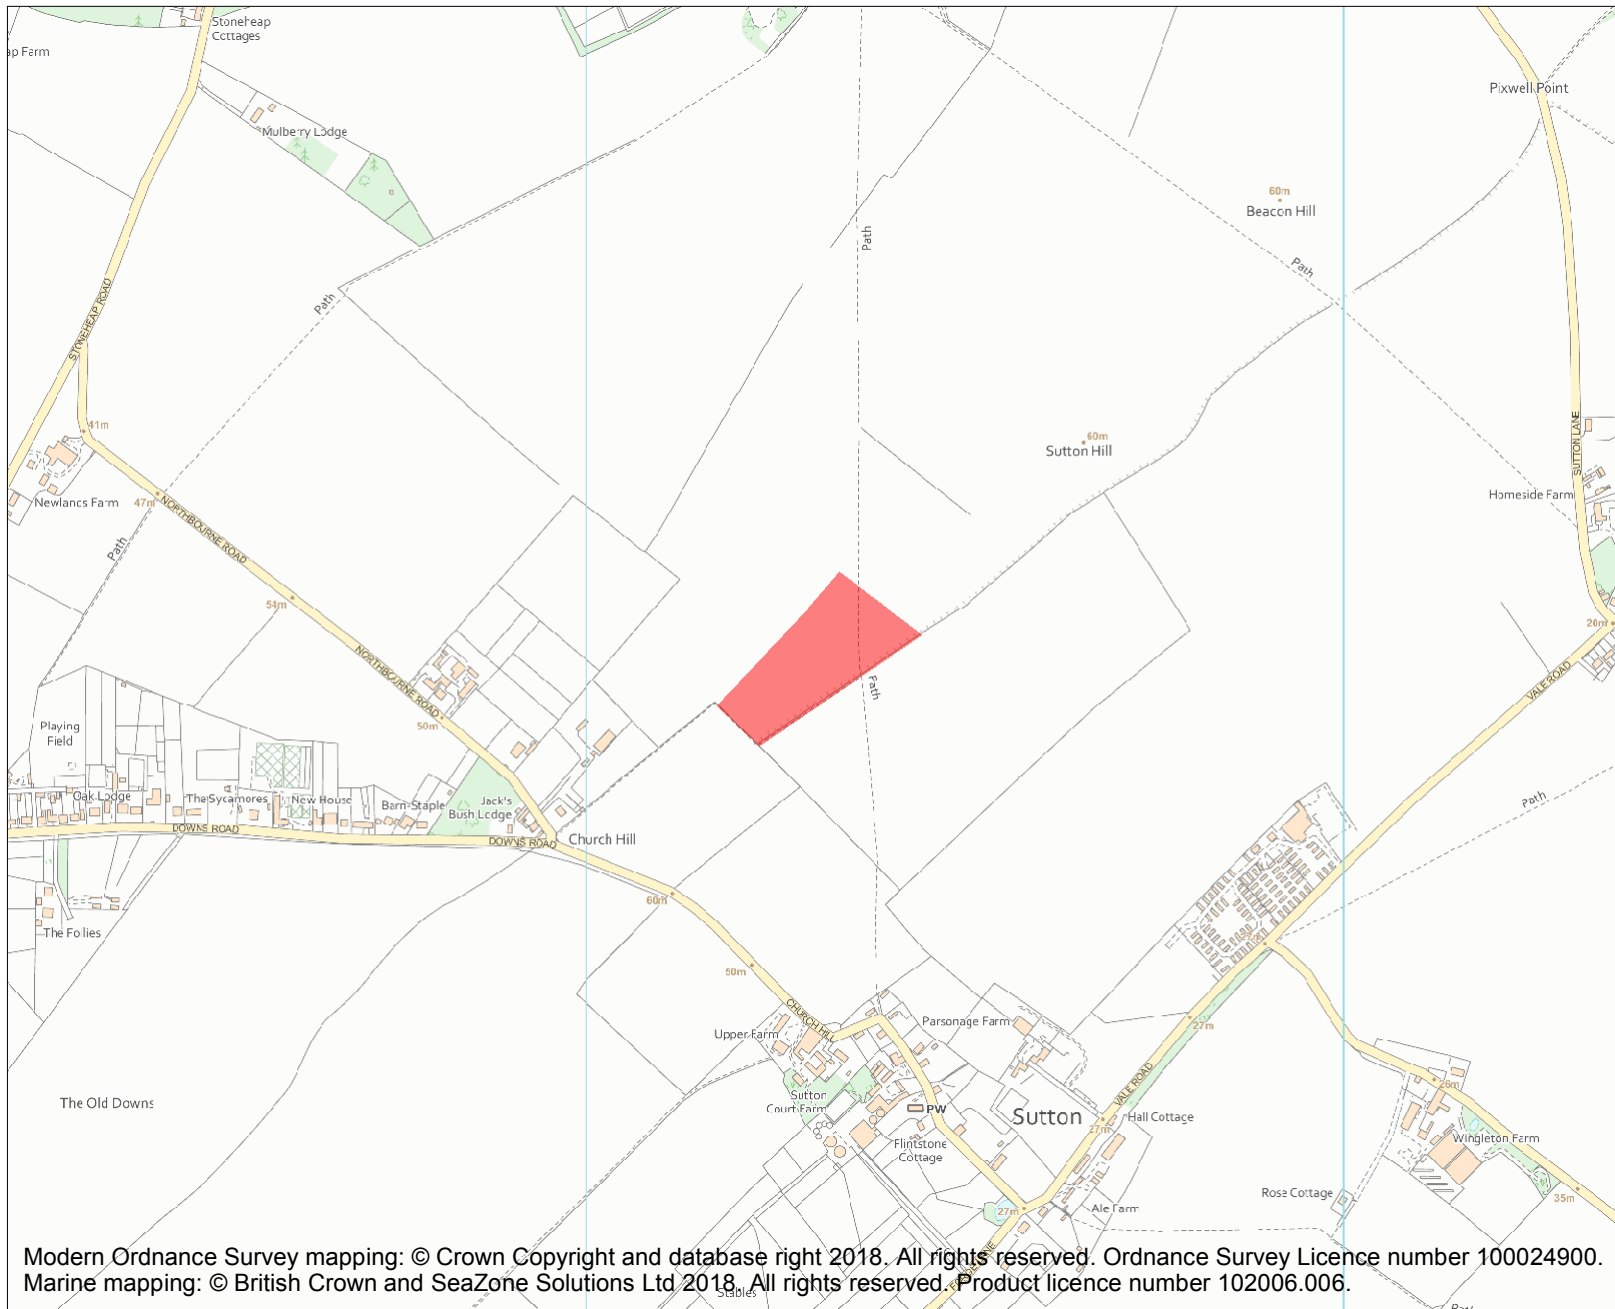 Stoneheap
Cottages
ap Farm
Pixwell Point
Mulberry Lodge
60m
Beacon Hill
Path
Path
Path
STONEHEAP ROAD
41m
60m
Sutton Hill
SUTTON LANE
47m
Newlands Farm
Homeside Farm
NORTHBOURNE ROAD
Path
54m
20m
NORTHBOURNE ROAD
VALE ROAD
Path
50m
Playing
Field
Oak Lodge
The Sycamores
New House
Barn-Staple
Jack's
Bush Lodge
Path
DOWNS ROAD
DOWNS ROAD
Church Hill
60m
The Follies
27m
50m
CHURCH HILL
Parsonage Farm
27m
Upper Farm
VALE ROAD
26m
The Old Downs
Sutton
Court Farm
PW
Sutton
Hall Cottage
27m
Flintstone
Cottage
Wingleton Farm
Rose Cottage
35m
27m
Ale Farm
Modern Ordnance Survey mapping: © Crown Copyright and database right 2018. All rights reserved. Ordnance Survey Licence number 100024900.
Marine mapping: © British Crown and SeaZone Solutions Ltd 2018. All rights reserved. Product licence number 102006.006.
Stables